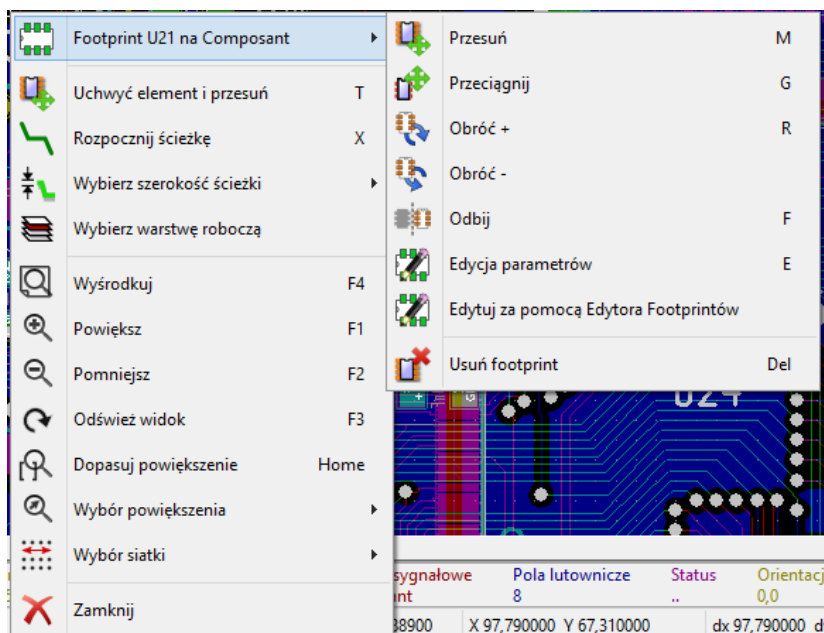 Footprint U21 na Composant
Uchwyć element i przesuń T
Rozpocznij ścieżkę X
Wybierz szerokość ścieżki
Wybierz warstwę roboczą
Wyśrodkuj F4
Powiększ F1
Pomniejsz F2
Odśwież widok F3
Dopasuj powiększenie Home
Wybór powiększenia
Wybór siatki
Zamknij
Przesuń M
Przeciągnij G
Obróć + R
Obróć -
Odbij F
Edycja parametrów E
Edytuj za pomocą Edytora Footprintów
Usuń footprint Del
U24
sygnałowe Pola lutownicze Status Orientacj
nt 8 .. 0,0
38900 X 97,790000 Y 67,310000 dx 97,790000 d